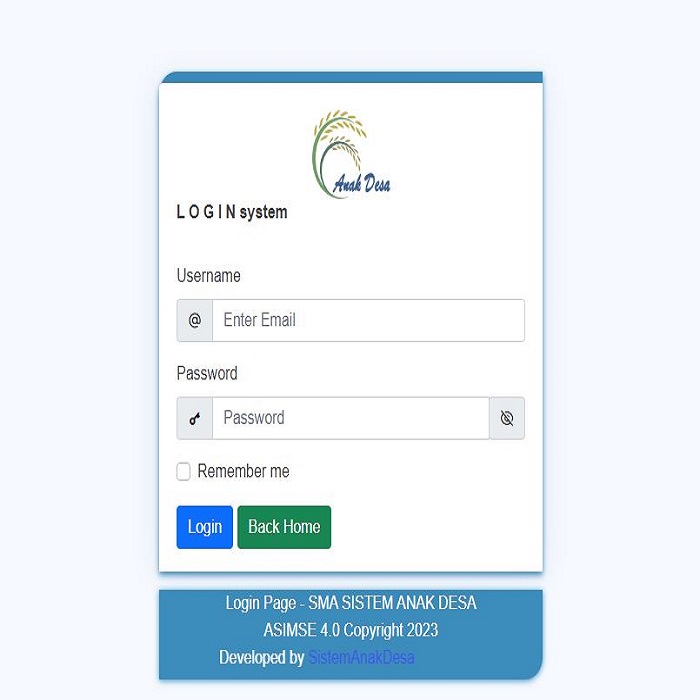 Anak Desa
L O G I N system
Username
@ Enter Email
Password
Password
Remember me
Login Back Home
Login Page - SMA SISTEM ANAK DESA
ASIMSE 4.0 Copyright 2023
Developed by SistemAnakDesa